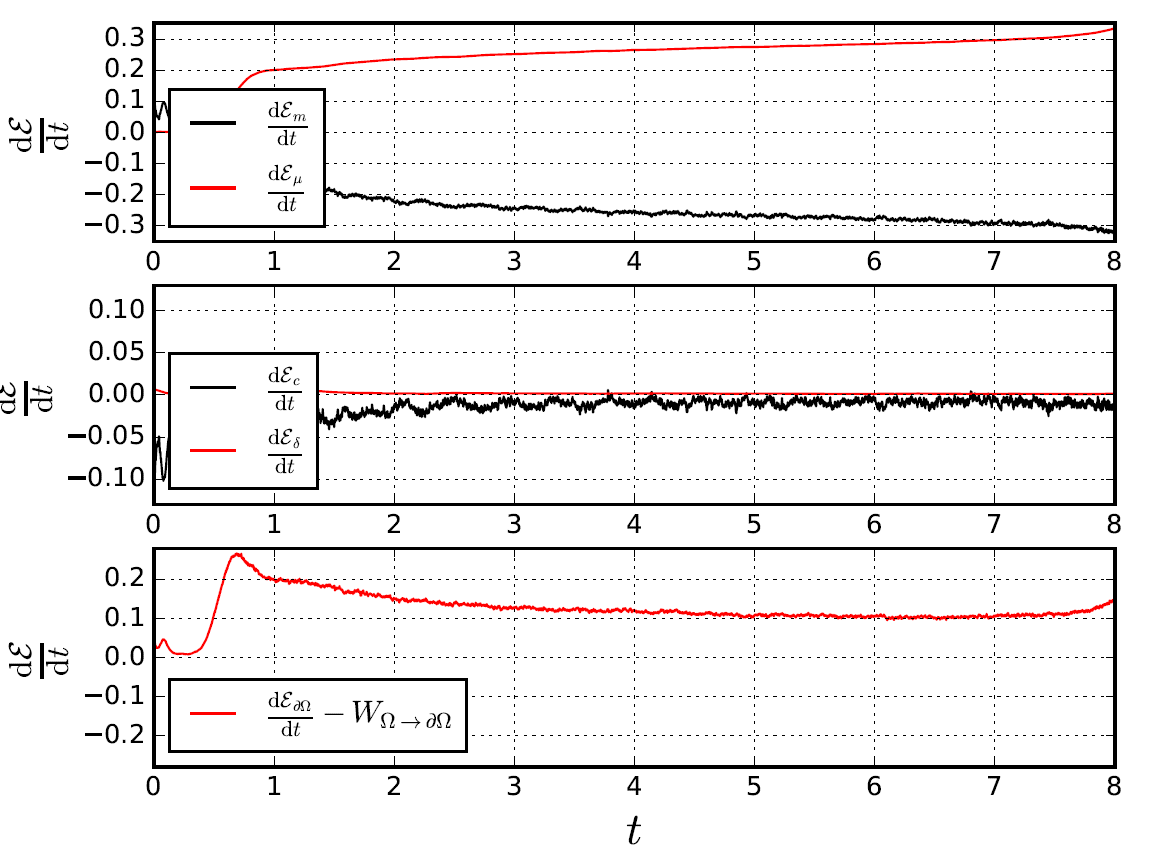 dℰ/dt
0.3
0.2
0.1
0.0
−0.1
−0.2
−0.3
dℰₘ/dt
dℰ_μ/dt
0 1 2 3 4 5 6 7 8
dℰ/dt
0.10
0.05
0.00
−0.05
−0.10
dℰ_c/dt
dℰ_δ/dt
0 1 2 3 4 5 6 7 8
dℰ/dt
0.2
0.1
0.0
−0.1
−0.2
dℰ_∂Ω/dt − W_Ω→∂Ω
0 1 2 3 4 5 6 7 8
t